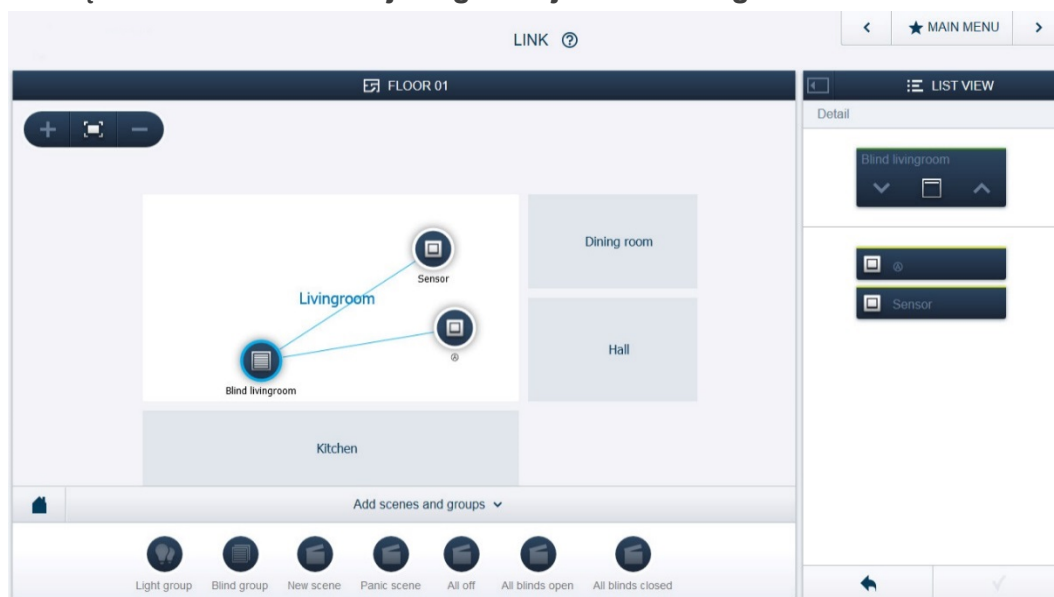 LINK ?
MAIN MENU
FLOOR 01
LIST VIEW
Detail
Blind livingroom
Dining room
Sensor
Livingroom
Hall
Blind livingroom
Sensor
Kitchen
Add scenes and groups
Light group
Blind group
New scene
Panic scene
All off
All blinds open
All blinds closed